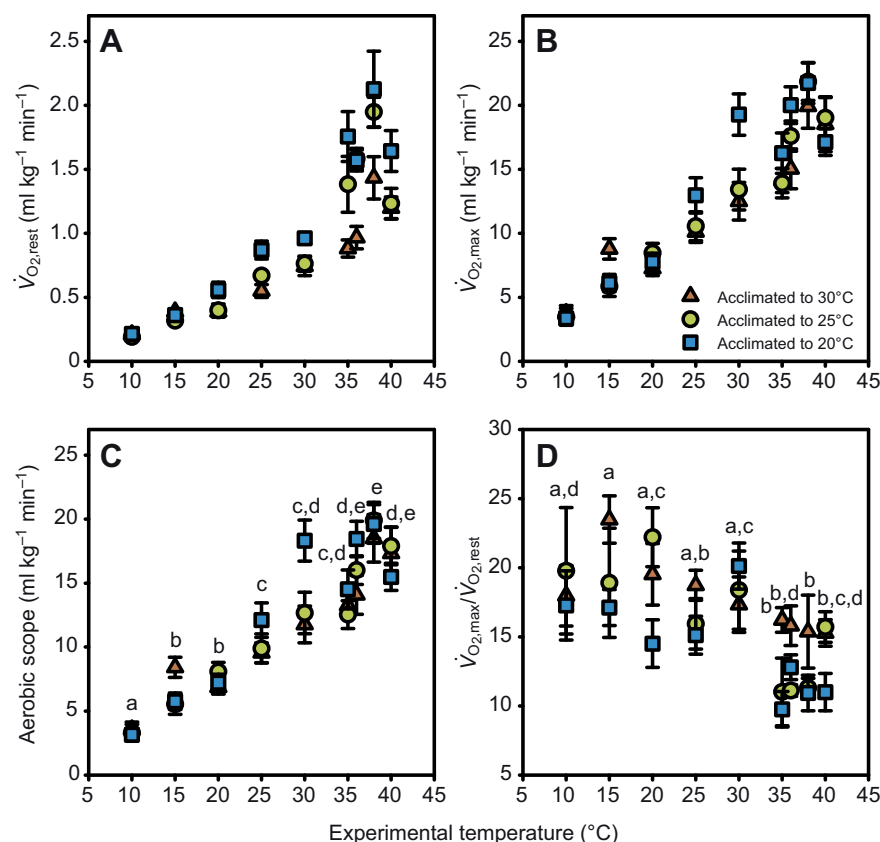 A
2.5
2.0
1.5
1.0
0.5
0
V̇O2,rest (ml kg−1 min−1)
5 10 15 20 25 30 35 40 45
B
25
20
15
10
5
0
V̇O2,max (ml kg−1 min−1)
Acclimated to 30°C
Acclimated to 25°C
Acclimated to 20°C
5 10 15 20 25 30 35 40 45
C
25
20
15
10
5
0
Aerobic scope (ml kg−1 min−1)
a
b
b
c
c,d
c,d
d,e
e
d,e
5 10 15 20 25 30 35 40 45
D
30
25
20
15
10
5
V̇O2,max/V̇O2,rest
a,d
a
a,c
a,b
a,c
b
b,d
b
b,c,d
5 10 15 20 25 30 35 40 45
Experimental temperature (°C)